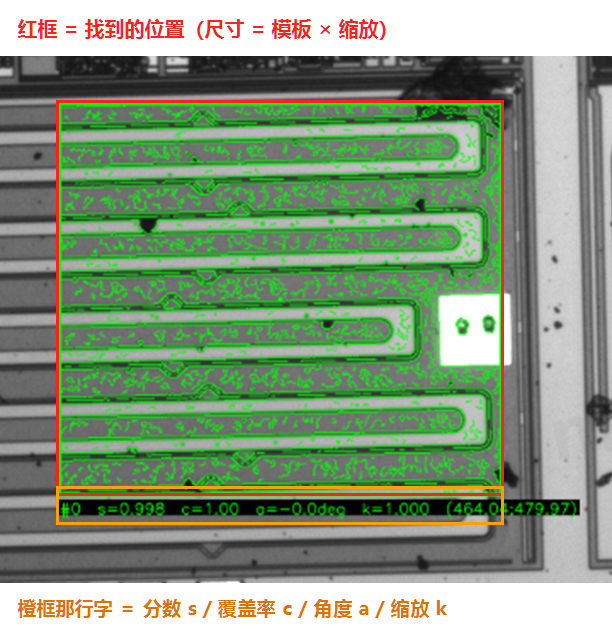 红框 = 找到的位置 (尺寸 = 模板 × 缩放)
#0 s=0.998 c=1.00 a=-0.0deg k=1.000 (464.04;479.97)
橙框那行字 = 分数 s / 覆盖率 c / 角度 a / 缩放 k